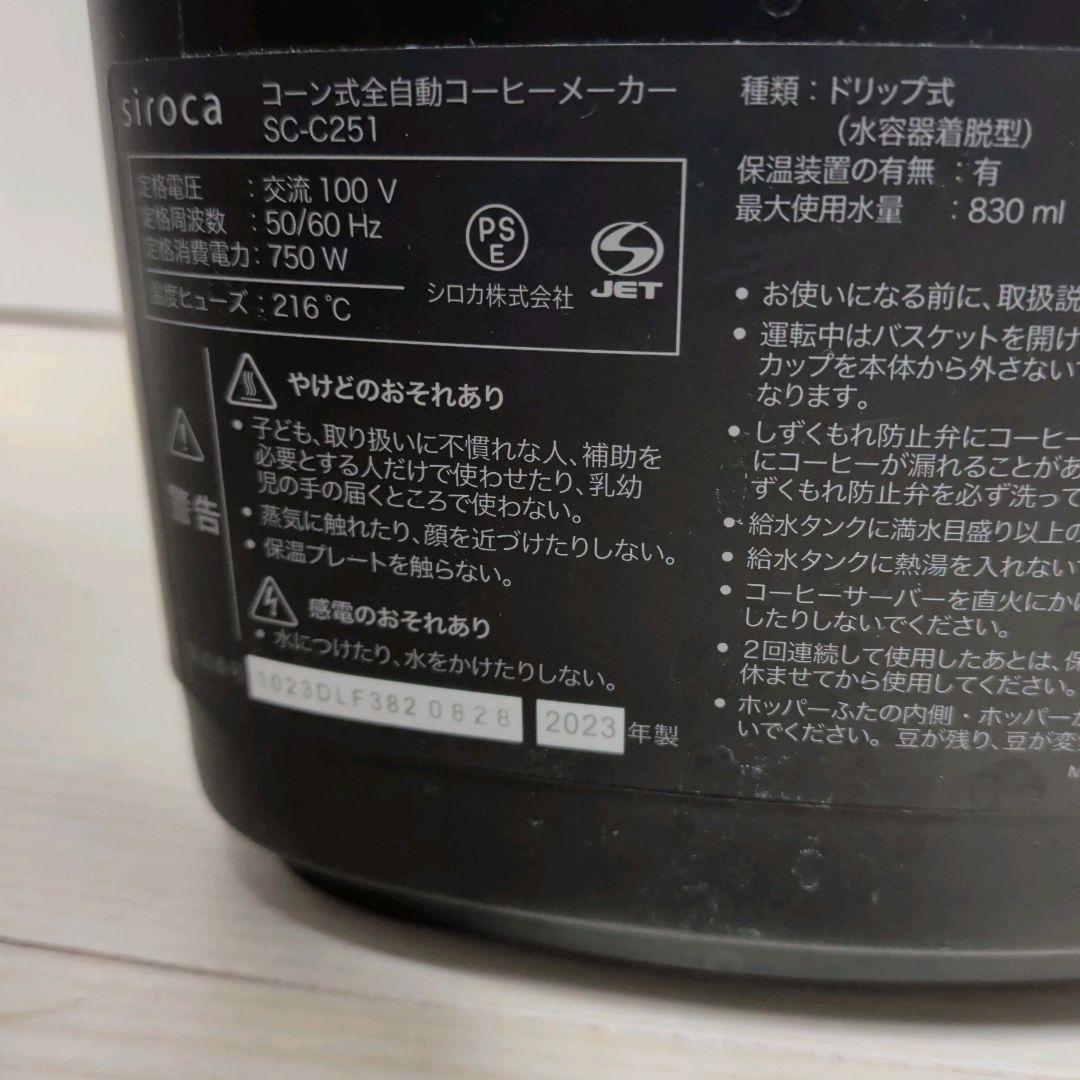 siroca
コーン式全自動コーヒーメーカー
SC-C251
定格電圧 : 交流 100 V
定格周波数 : 50/60 Hz
定格消費電力 : 750 W
温度ヒューズ : 216 ℃
PS
E
シロカ株式会社
JET
警告
やけどのおそれあり
• 子ども、取り扱いに不慣れな人、補助を
必要とする人だけで使わせたり、乳幼
児の手の届くところで使わない。
• 蒸気に触れたり、顔を近づけたりしない。
• 保温プレートを触らない。
感電のおそれあり
• 水につけたり、水をかけたりしない。
1023DLF3820828
2023 年製
種類 : ドリップ式
(水容器着脱型)
保温装置の有無 : 有
最大使用水量 : 830 ml
• お使いになる前に、取扱説
• 運転中はバスケットを開け
カップを本体から外さない
なります。
• しずくもれ防止弁にコーヒー
にコーヒーが漏れることがあ
ずくもれ防止弁を必ず洗って
• 給水タンクに満水目盛り以上の
• 給水タンクに熱湯を入れない
• コーヒーサーバーを直火にか
したりしないでください。
• 2回連続して使用したあとは、保
休ませてから使用してください。
• ホッパーふたの内側・ホッパーが
いでください。豆が残り、豆が変